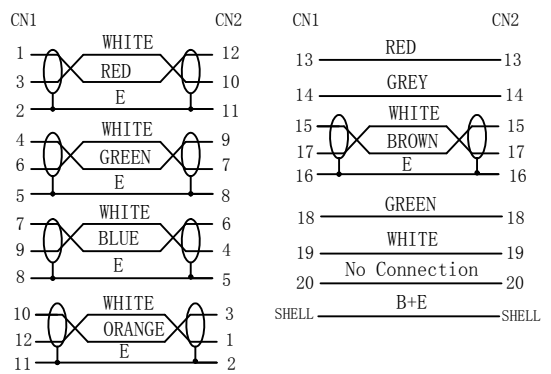 CN1 CN2
1 WHITE 12
3 RED 10
2 E 11
4 WHITE 9
6 GREEN 7
5 E 8
7 WHITE 6
9 BLUE 4
8 E 5
10 WHITE 3
12 ORANGE 1
11 E 2
CN1 CN2
13 RED 13
14 GREY 14
15 WHITE 15
17 BROWN 17
16 E 16
18 GREEN 18
19 WHITE 19
20 No Connection 20
SHELL B+E SHELL